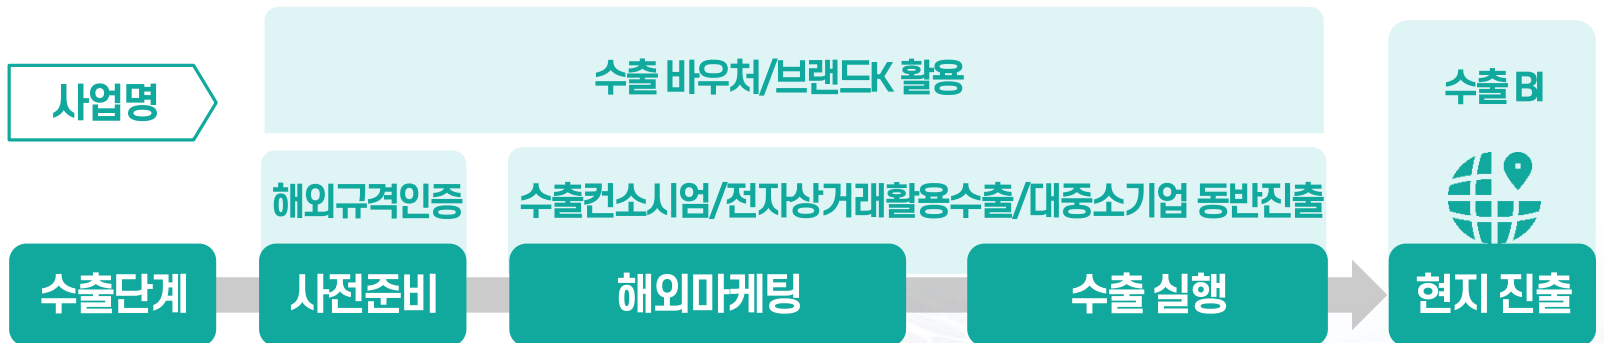 수출 바우처/브랜드K 활용
수출 BI
사업명
해외규격인증
수출컨소시엄/전자상거래활용수출/대중소기업 동반진출
수출단계
사전준비
해외마케팅
수출 실행
현지 진출